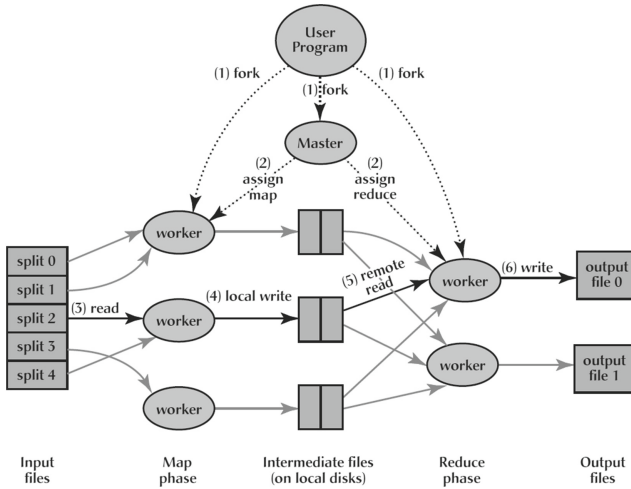 User
Program
(1) fork
(1) fork
(1) fork
Master
(2)
assign
map
(2)
assign
reduce
worker
split 0
split 1
split 2
split 3
split 4
(3) read
worker
(4) local write
(5) remote
read
worker
(6) write
output
file 0
worker
worker
output
file 1
Input
files
Map
phase
Intermediate files
(on local disks)
Reduce
phase
Output
files